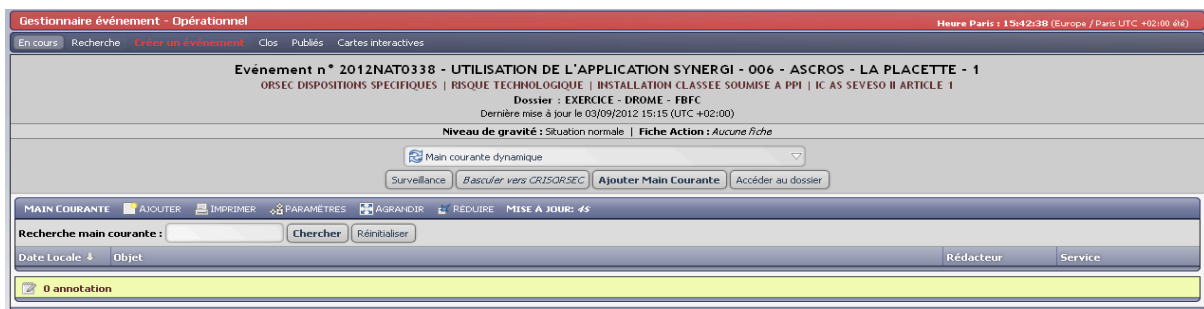 Gestionnaire événement - Opérationnel Heure Paris : 15:42:38 (Europe / Paris UTC +02:00 été)
En cours Recherche Créer un événement Clos Publiés Cartes interactives
Evénement n° 2012NAT0338 - UTILISATION DE L'APPLICATION SYNERGI - 006 - ASCROS - LA PLACETTE - 1
ORSEC DISPOSITIONS SPECIFIQUES | RISQUE TECHNOLOGIQUE | INSTALLATION CLASSEE SOUMISE A PPI | IC AS SEVESO II ARTICLE 1
Dossier : EXERCICE - DROME - FBFC
Dernière mise à jour le 03/09/2012 15:15 (UTC +02:00)
Niveau de gravité : Situation normale | Fiche Action : Aucune fiche
Main courante dynamique
Surveillance Basculer vers CRISORSEC Ajouter Main Courante Accéder au dossier
MAIN COURANTE AJOUTER IMPRIMER PARAMÈTRES AGRANDIR RÉDUIRE MISE À JOUR: 4S
Recherche main courante : Chercher Réinitialiser
Date Locale Objet Rédacteur Service
0 annotation